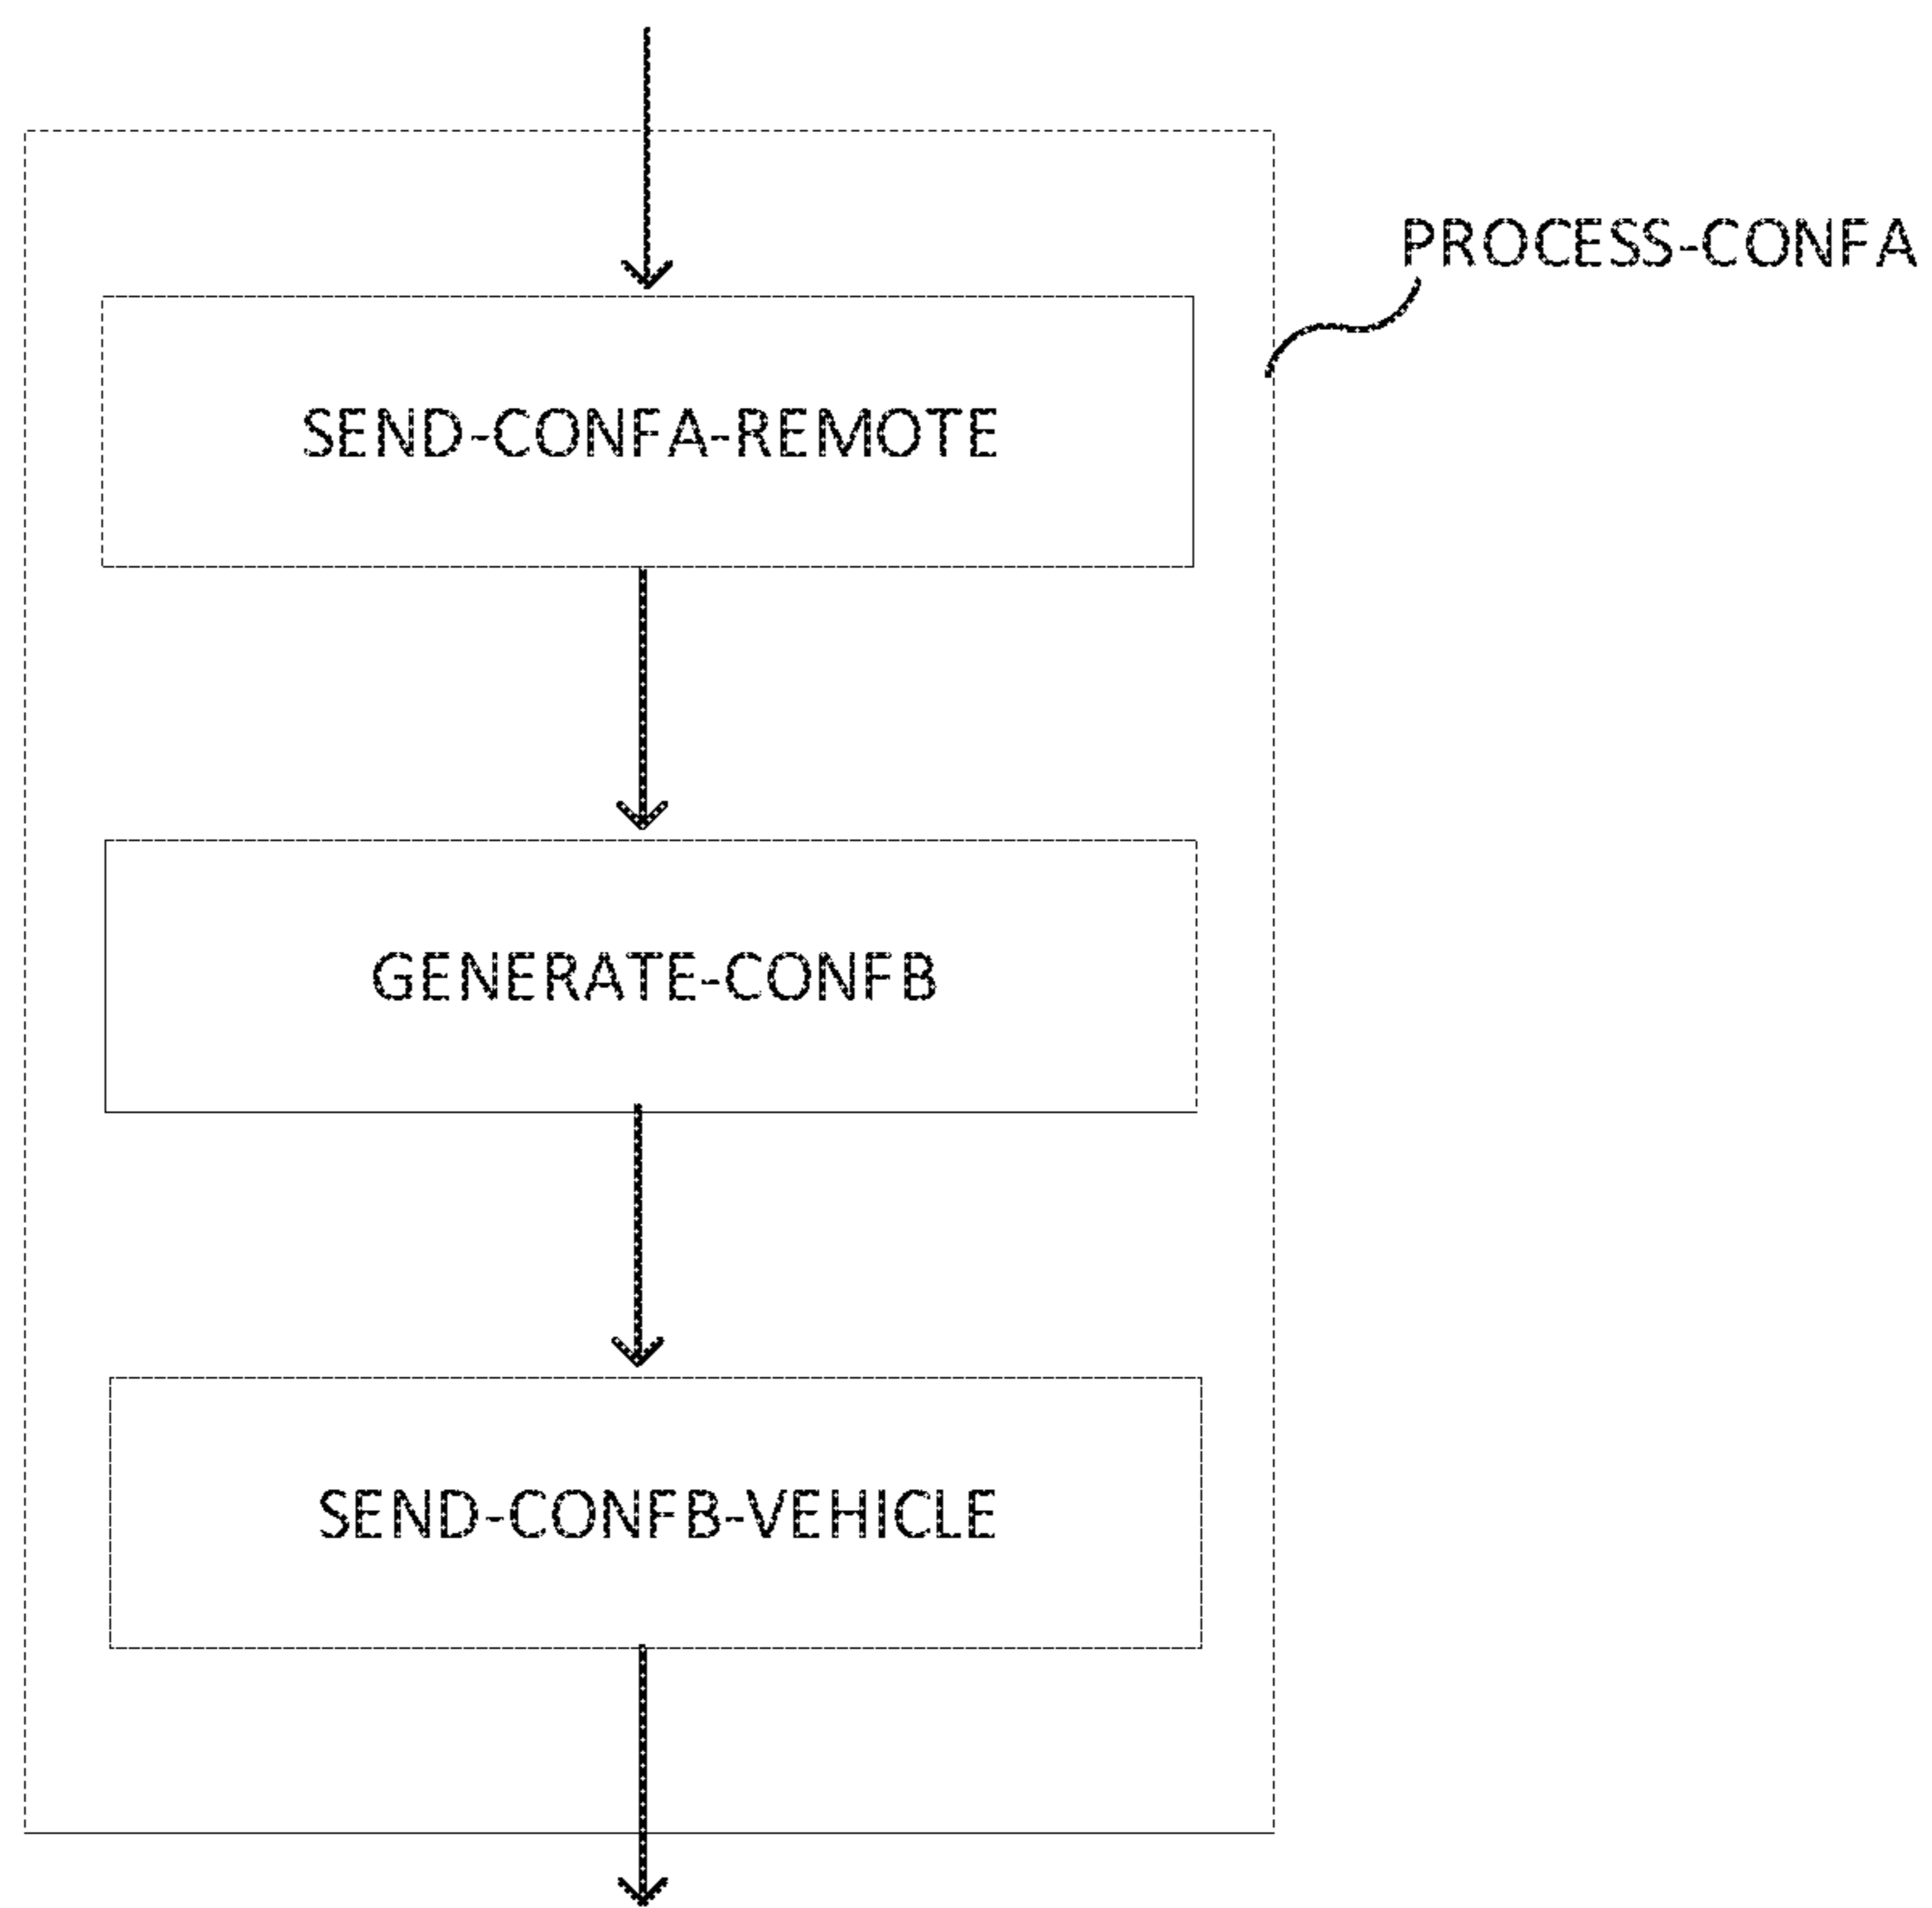 PROCESS-CONFA
SEND-CONFA-REMOTE
GENERATE-CONFB
SEND-CONFB-VEHICLE